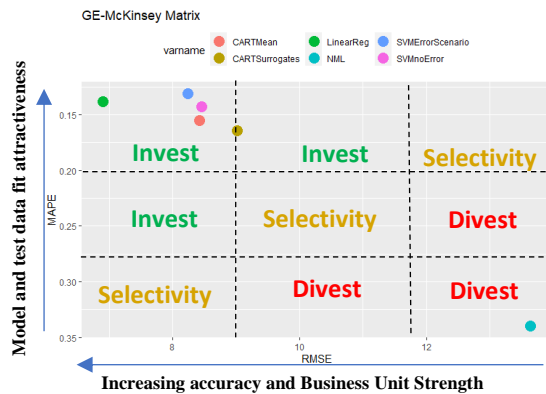 GE-McKinsey Matrix
varname
CARTMean
LinearReg
SVMErrorScenario
CARTSurrogates
NML
SVMnoError
Model and test data fit attractiveness
MAPE
0.15
0.20
0.25
0.30
0.35
Invest
Invest
Selectivity
Invest
Selectivity
Divest
Selectivity
Divest
Divest
8
10
12
RMSE
Increasing accuracy and Business Unit Strength